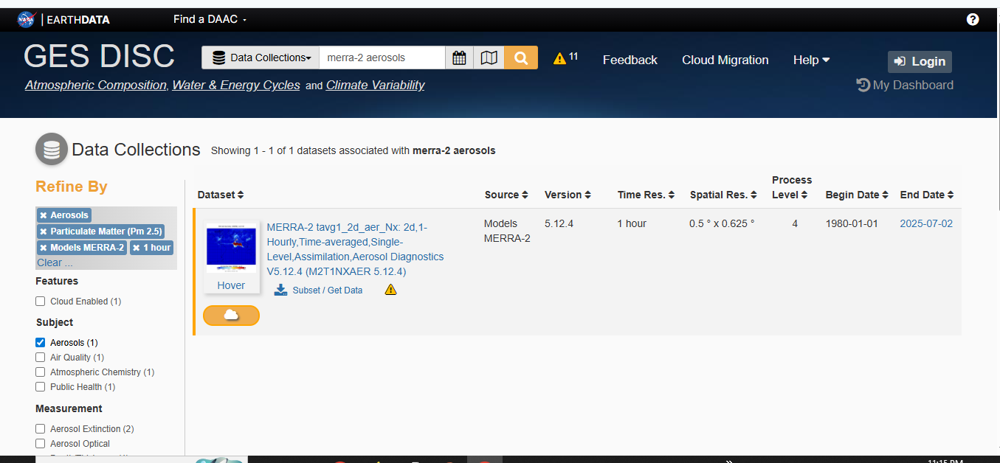 NASA | EARTHDATA Find a DAAC ?
GES DISC Data Collections merra-2 aerosols 11 Feedback Cloud Migration Help Login
Atmospheric Composition, Water & Energy Cycles and Climate Variability My Dashboard
Data Collections Showing 1 - 1 of 1 datasets associated with merra-2 aerosols
Refine By
Aerosols
Particulate Matter (Pm 2.5)
Models MERRA-2 1 hour
Clear ...
Features
Cloud Enabled (1)
Subject
Aerosols (1)
Air Quality (1)
Atmospheric Chemistry (1)
Public Health (1)
Measurement
Aerosol Extinction (2)
Aerosol Optical
Dataset Source Version Time Res. Spatial Res. Process Level Begin Date End Date
Hover
MERRA-2 tavg1_2d_aer_Nx: 2d,1-
Hourly,Time-averaged,Single-
Level,Assimilation,Aerosol Diagnostics
V5.12.4 (M2T1NXAER 5.12.4)
Subset / Get Data
Models
MERRA-2
5.12.4
1 hour
0.5 ° x 0.625 °
4
1980-01-01
2025-07-02
11:15 PM